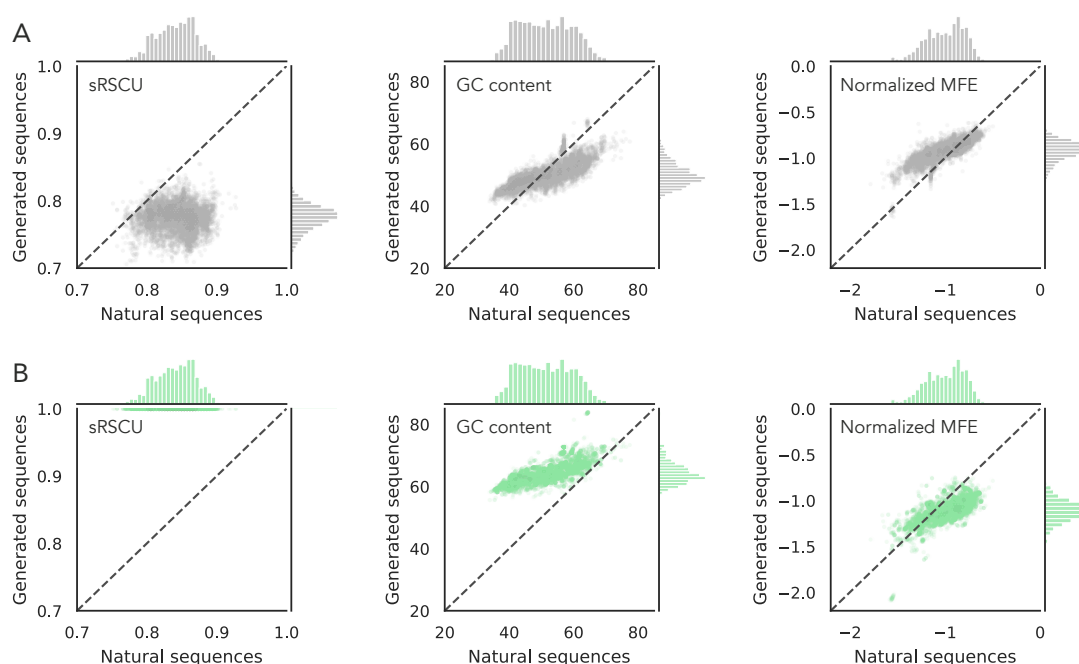 A
sRSCU
Generated sequences
1.0
0.9
0.8
0.7
0.7 0.8 0.9 1.0
Natural sequences
GC content
Generated sequences
80
60
40
20
20 40 60 80
Natural sequences
Normalized MFE
Generated sequences
0.0
−0.5
−1.0
−1.5
−2.0
−2 −1 0
Natural sequences
B
sRSCU
Generated sequences
1.0
0.9
0.8
0.7
0.7 0.8 0.9 1.0
Natural sequences
GC content
Generated sequences
80
60
40
20
20 40 60 80
Natural sequences
Normalized MFE
Generated sequences
0.0
−0.5
−1.0
−1.5
−2.0
−2 −1 0
Natural sequences